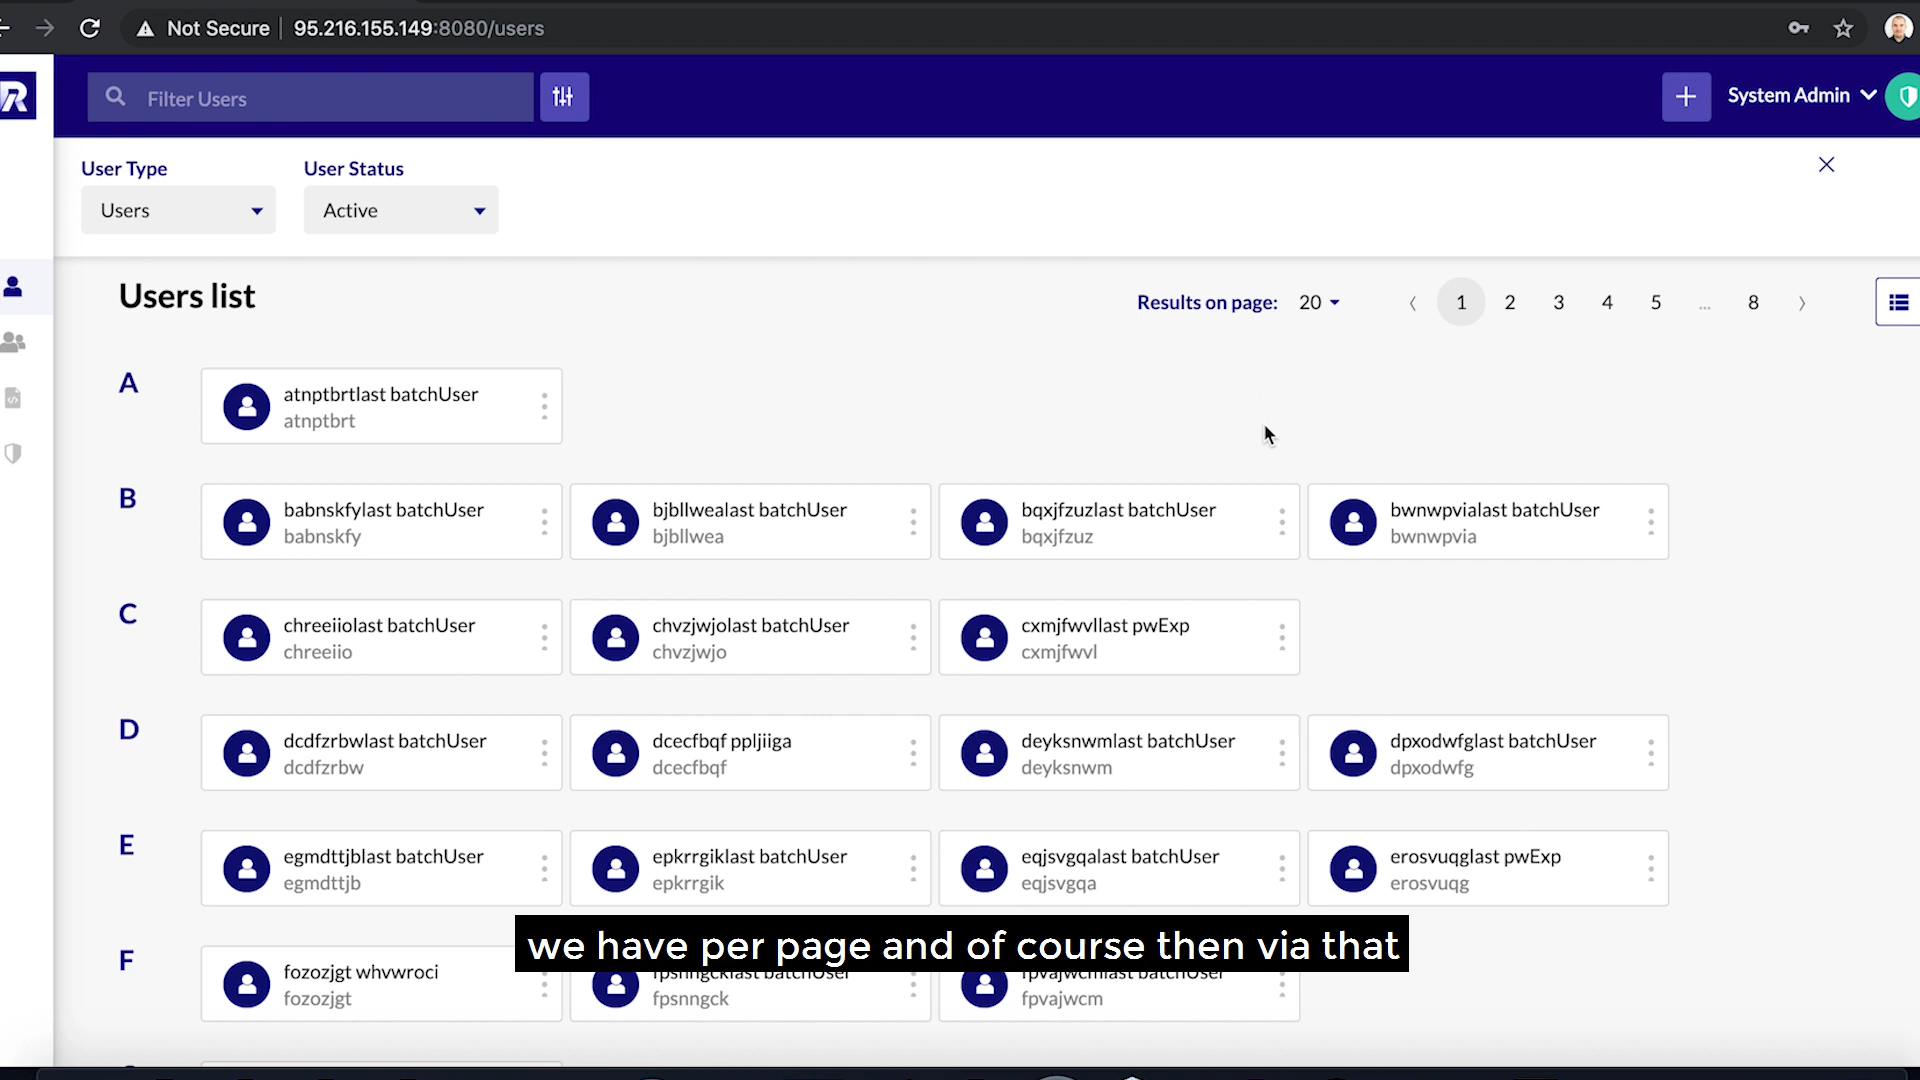 Not Secure 95.216.155.149:8080/users
R
Filter Users
System Admin
User Type
User Status
Users
Active
Users list
Results on page: 20
1 2 3 4 5 ... 8
A
atnptbrtlast batchUser
atnptbrt
B
babnskfylast batchUser
babnskfy
bjbllwealast batchUser
bjbllwea
bqxjfzuzlast batchUser
bqxjfzuz
bwnwpvialast batchUser
bwnwpvia
C
chreeiiolast batchUser
chreeiio
chvzjwjolast batchUser
chvzjwjo
cxmjfwvllast pwExp
cxmjfwvl
D
dcdfzrbwlast batchUser
dcdfzrbw
dcecfbqf ppljiiga
dcecfbqf
deyksnwmlast batchUser
deyksnwm
dpxodwfglast batchUser
dpxodwfg
E
egmdttjblast batchUser
egmdttjb
epkrrgiklast batchUser
epkrrgik
eqjsvgqalast batchUser
eqjsvgqa
erosvuqglast pwExp
erosvuqg
F
fozozjgt whvwroci
fozozjgt
fpsnngcklast batchUser
fpsnngck
fpvajwcmlast batchUser
fpvajwcm
we have per page and of course then via that